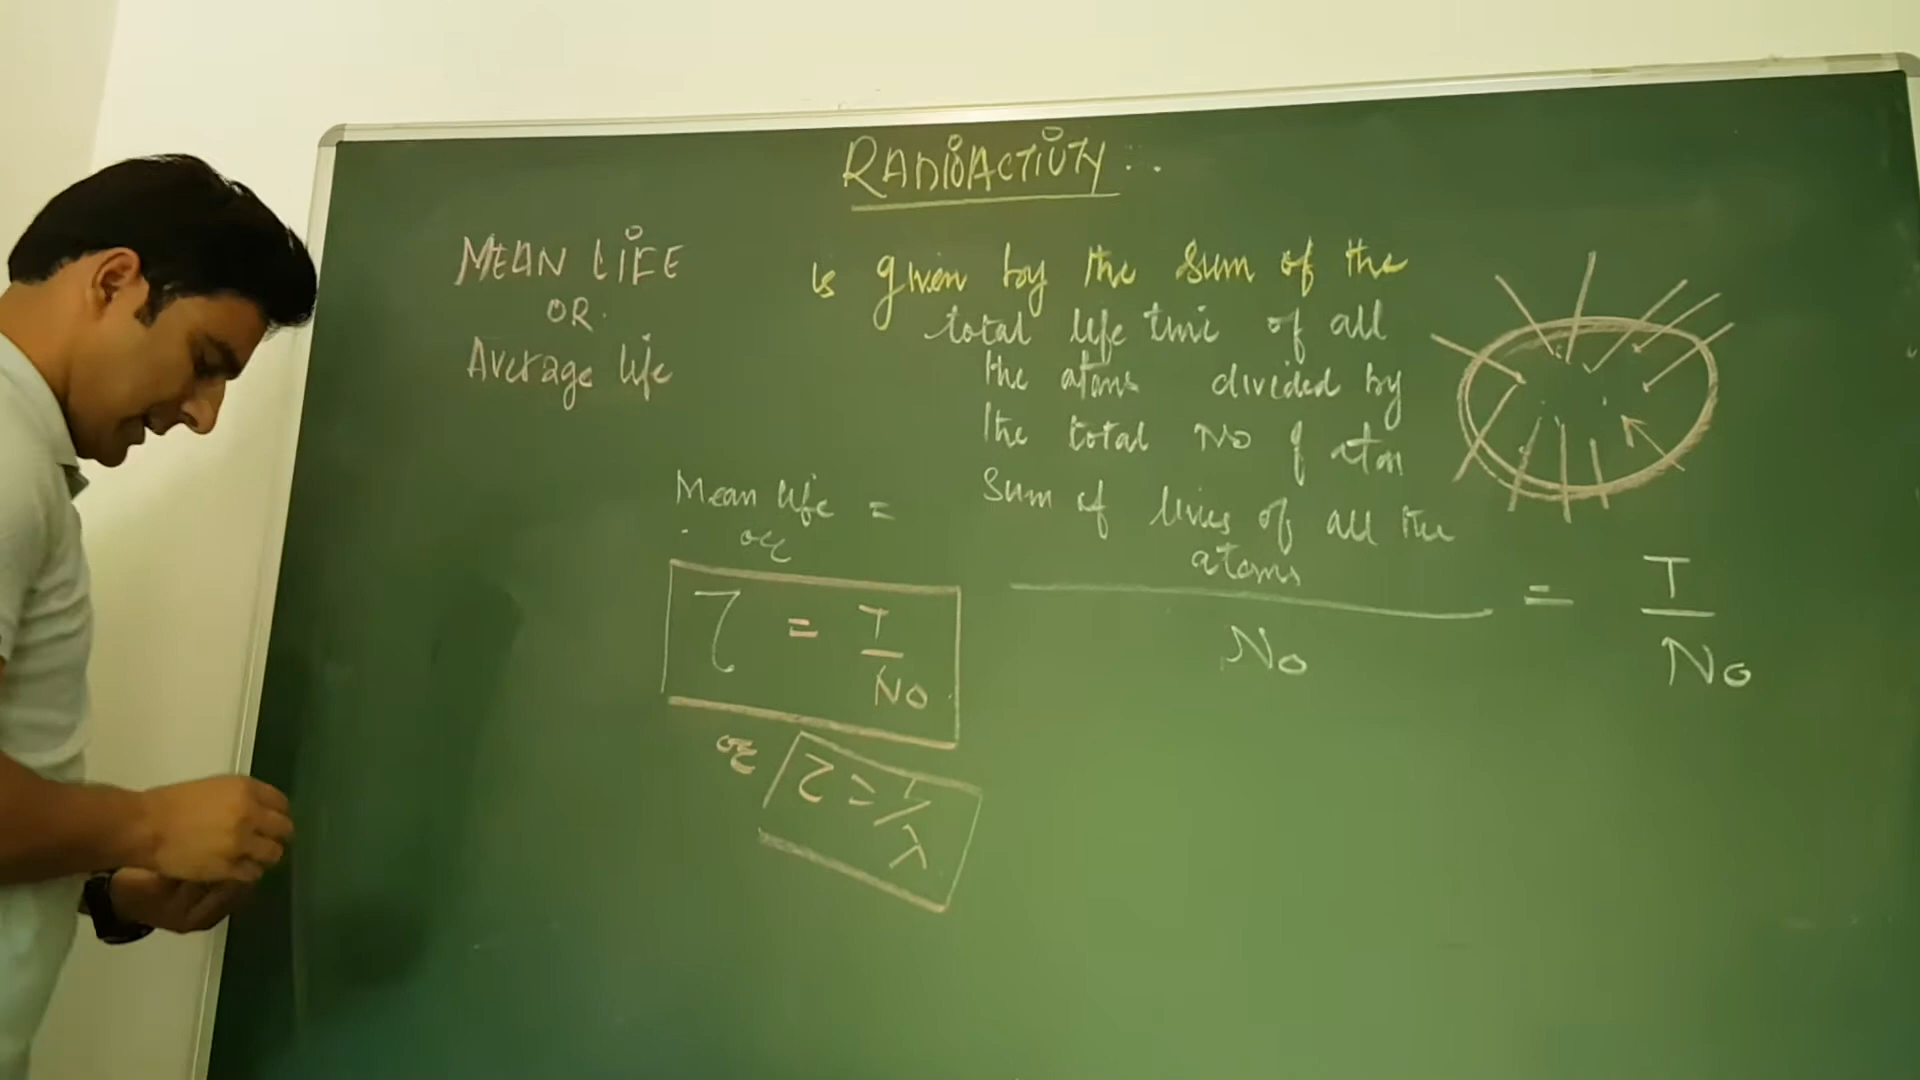 RADIOACTIVITY :.
MEAN LIFE
OR.
Average life
is given by the sum of the
total life time of all
the atoms divided by
the total No of atom
Mean life =
or
Sum of lives of all the
atoms
No
= T
No
τ = T
No
or
τ = 1/λ